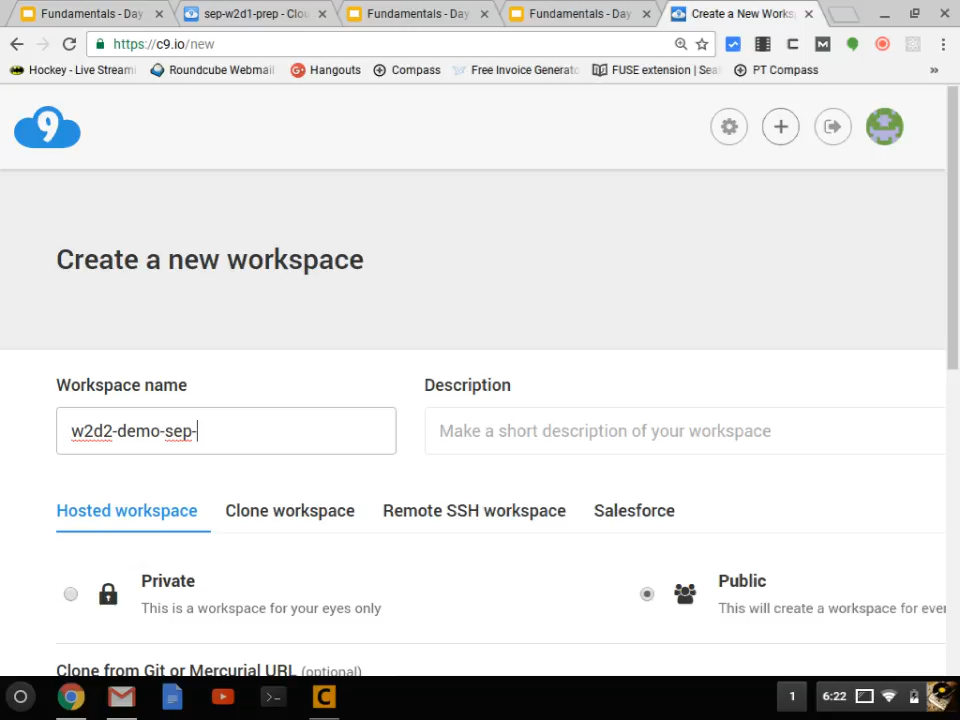 Fundamentals - Day
sep-w2d1-prep - Clou
Fundamentals - Day
Fundamentals - Day
Create a New Works
https://c9.io/new
Hockey - Live Streami
Roundcube Webmail
Hangouts
Compass
Free Invoice Generato
FUSE extension | Sea
PT Compass
»
9
Create a new workspace
Workspace name
Description
w2d2-demo-sep-
Make a short description of your workspace
Hosted workspace
Clone workspace
Remote SSH workspace
Salesforce
Private
This is a workspace for your eyes only
Public
This will create a workspace for ever
Clone from Git or Mercurial URL (optional)
1
6:22